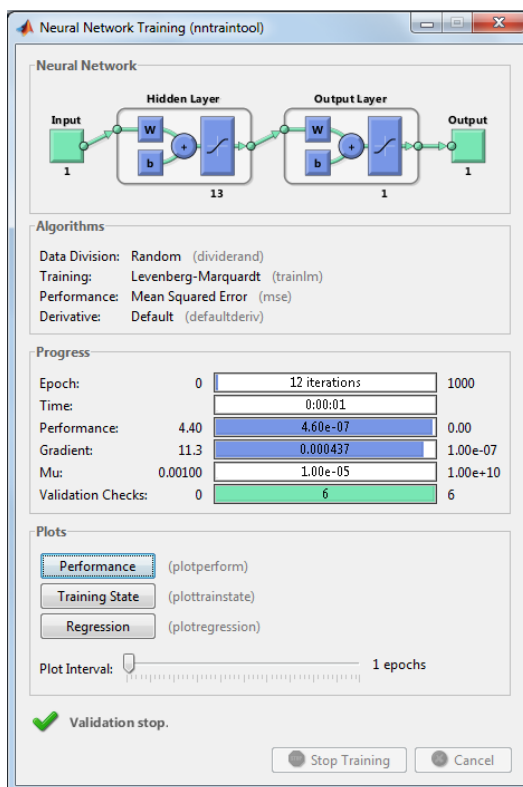 Neural Network Training (nntraintool)
Neural Network
Hidden Layer Output Layer
Input Output
W W
+ +
b b
1 1
13 1
Algorithms
Data Division: Random (dividerand)
Training: Levenberg-Marquardt (trainlm)
Performance: Mean Squared Error (mse)
Derivative: Default (defaultderiv)
Progress
Epoch: 0 12 iterations 1000
Time: 0:00:01
Performance: 4.40 4.60e-07 0.00
Gradient: 11.3 0.000437 1.00e-07
Mu: 0.00100 1.00e-05 1.00e+10
Validation Checks: 0 6 6
Plots
Performance (plotperform)
Training State (plottrainstate)
Regression (plotregression)
Plot Interval: 1 epochs
Validation stop.
Stop Training Cancel